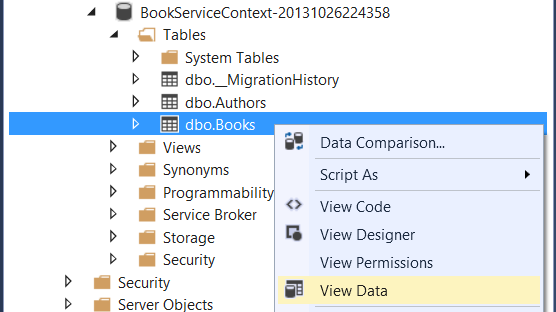 BookServiceContext-20131026224358
Tables
System Tables
dbo.__MigrationHistory
dbo.Authors
dbo.Books
Views
Synonyms
Programmability
Service Broker
Storage
Security
Security
Server Objects
Data Comparison...
Script As
View Code
View Designer
View Permissions
View Data